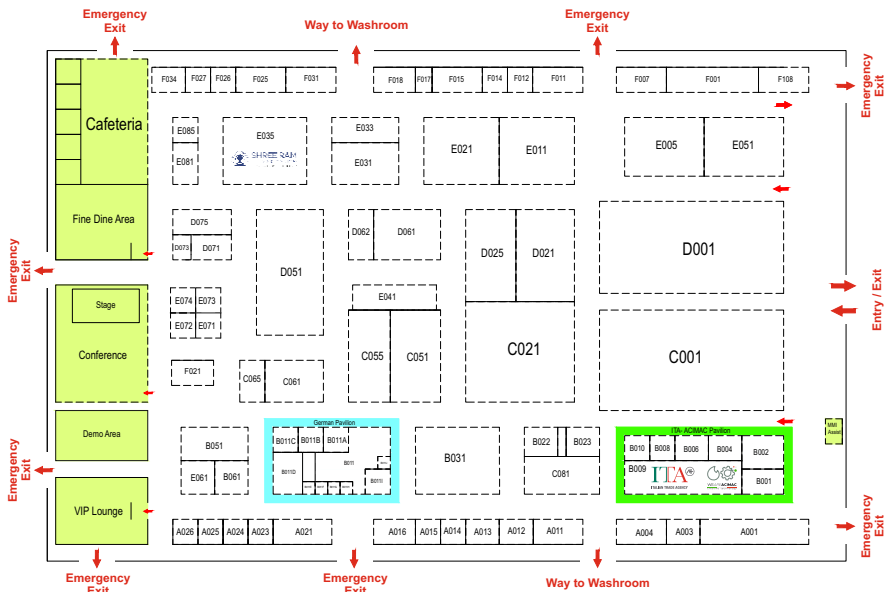 Emergency
Exit
Way to Washroom
Emergency
Exit
F034
F027
F026
F025
F031
F018
F017
F015
F014
F012
F011
F007
F001
F108
Emergency
Exit
Cafeteria
E085
E081
E035
SHREE RAM
E033
E031
E021
E011
E005
E051
Fine Dine Area
D075
D073
D071
D051
D062
D061
D025
D021
D001
Emergency
Exit
Entry / Exit
Stage
Conference
E074
E073
E072
E071
E041
C055
C051
C021
C001
F021
C065
C061
Demo Area
German Pavilion
ITA- ACIMAC Pavilion
MMI
Assist
B051
E061
B061
B011C
B011B
B011A
B011D
B011
B011I
B031
B022
B023
C081
B010
B008
B006
B004
B002
B009
B001
ITA
ITALIAN TRADE AGENCY
ACIMAC
Emergency
Exit
VIP Lounge
A026
A025
A024
A023
A021
A016
A015
A014
A013
A012
A011
A004
A003
A001
Emergency
Exit
Emergency
Exit
Emergency
Exit
Way to Washroom